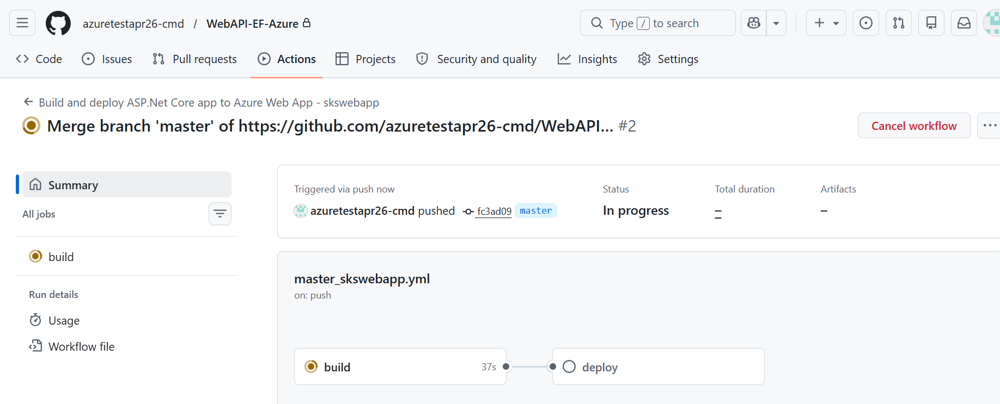 azuretestapr26-cmd / WebAPI-EF-Azure
Type / to search
Code Issues Pull requests Actions Projects Security and quality Insights Settings
Build and deploy ASP.Net Core app to Azure Web App - skswebapp
Merge branch 'master' of https://github.com/azuretestapr26-cmd/WebAPI... #2
Cancel workflow
Summary
All jobs
build
Run details
Usage
Workflow file
Triggered via push now
azuretestapr26-cmd pushed fc3ad09 master
Status
In progress
Total duration
–
Artifacts
–
master_skswebapp.yml
on: push
build 37s
deploy